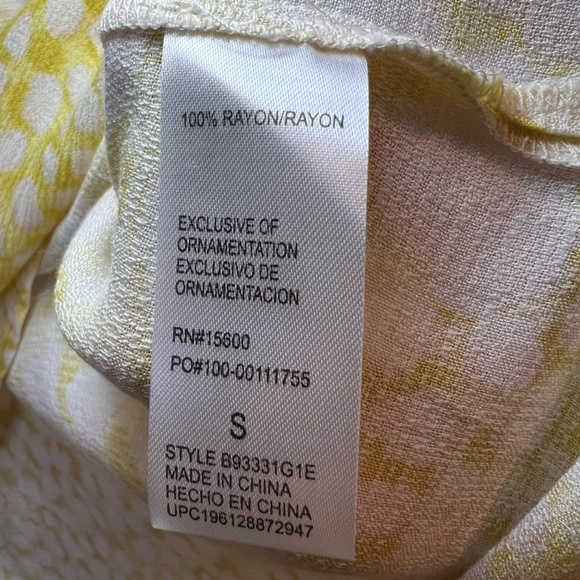 100% RAYON/RAYON
EXCLUSIVE OF
ORNAMENTATION
EXCLUSIVO DE
ORNAMENTACION
RN#15600
PO#100-00111755
S
STYLE B93331G1E
MADE IN CHINA
HECHO EN CHINA
UPC196128872947